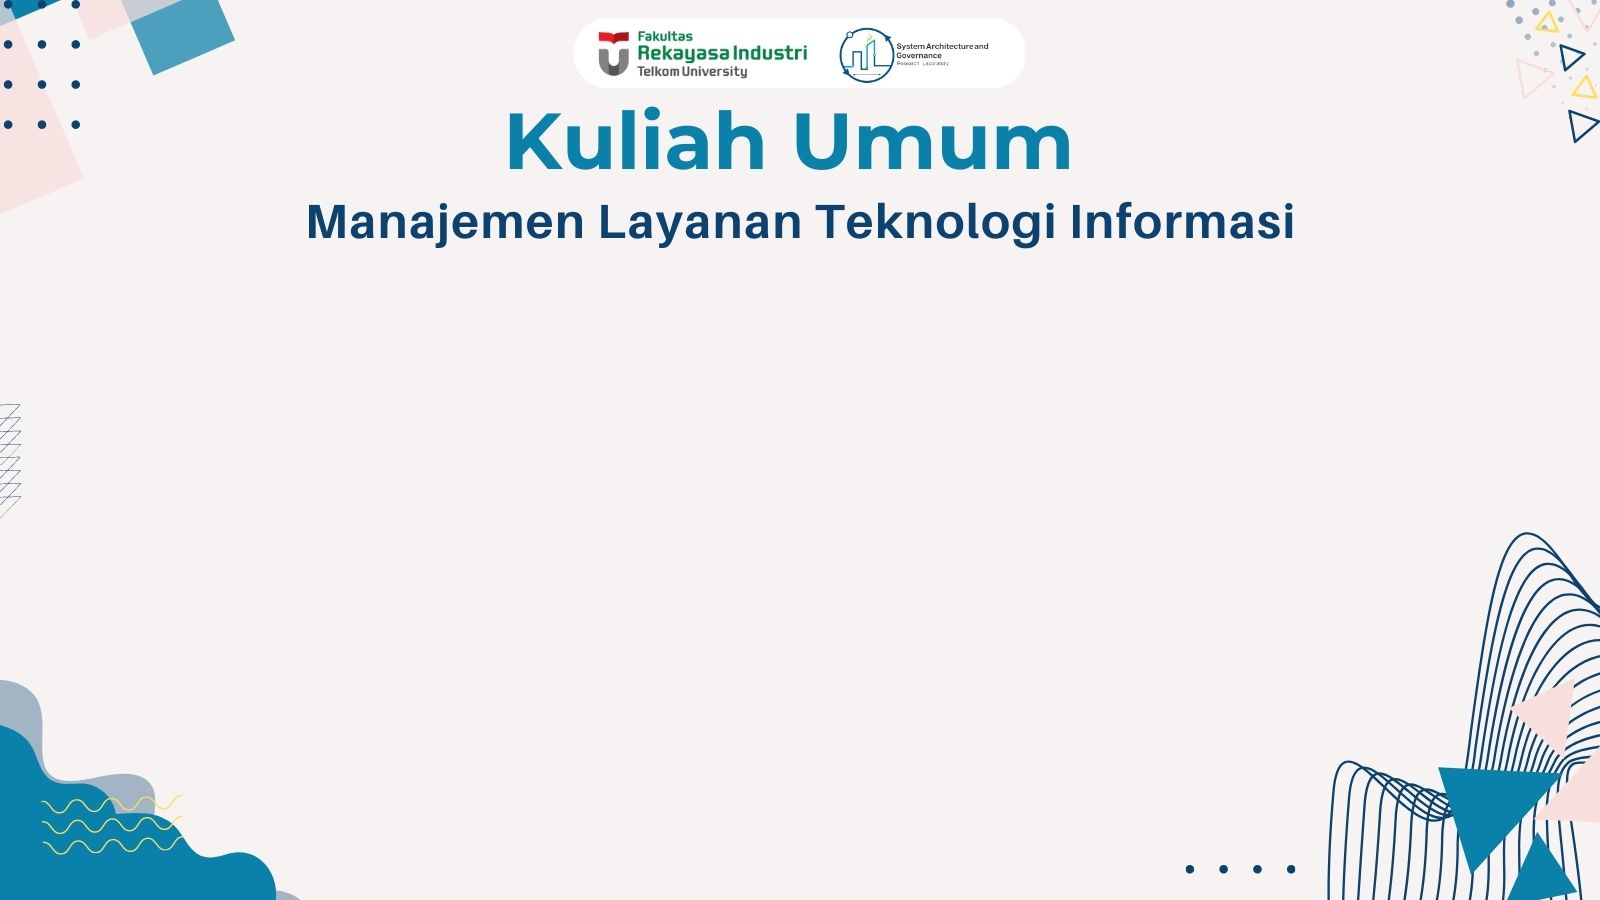 Fakultas
Rekayasa Industri
Telkom University
System Architecture and
Governance
Research Laboratory
Kuliah Umum
Manajemen Layanan Teknologi Informasi